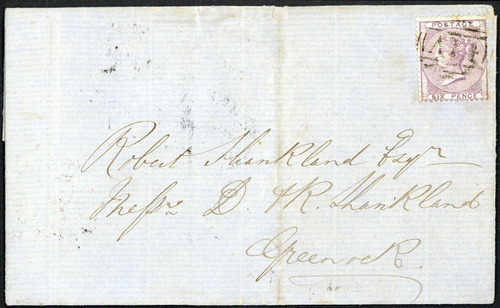 POSTAGE
SIX PENCE
Robert Shankland Esqr
Messrs D. & R. Shankland
Greenock